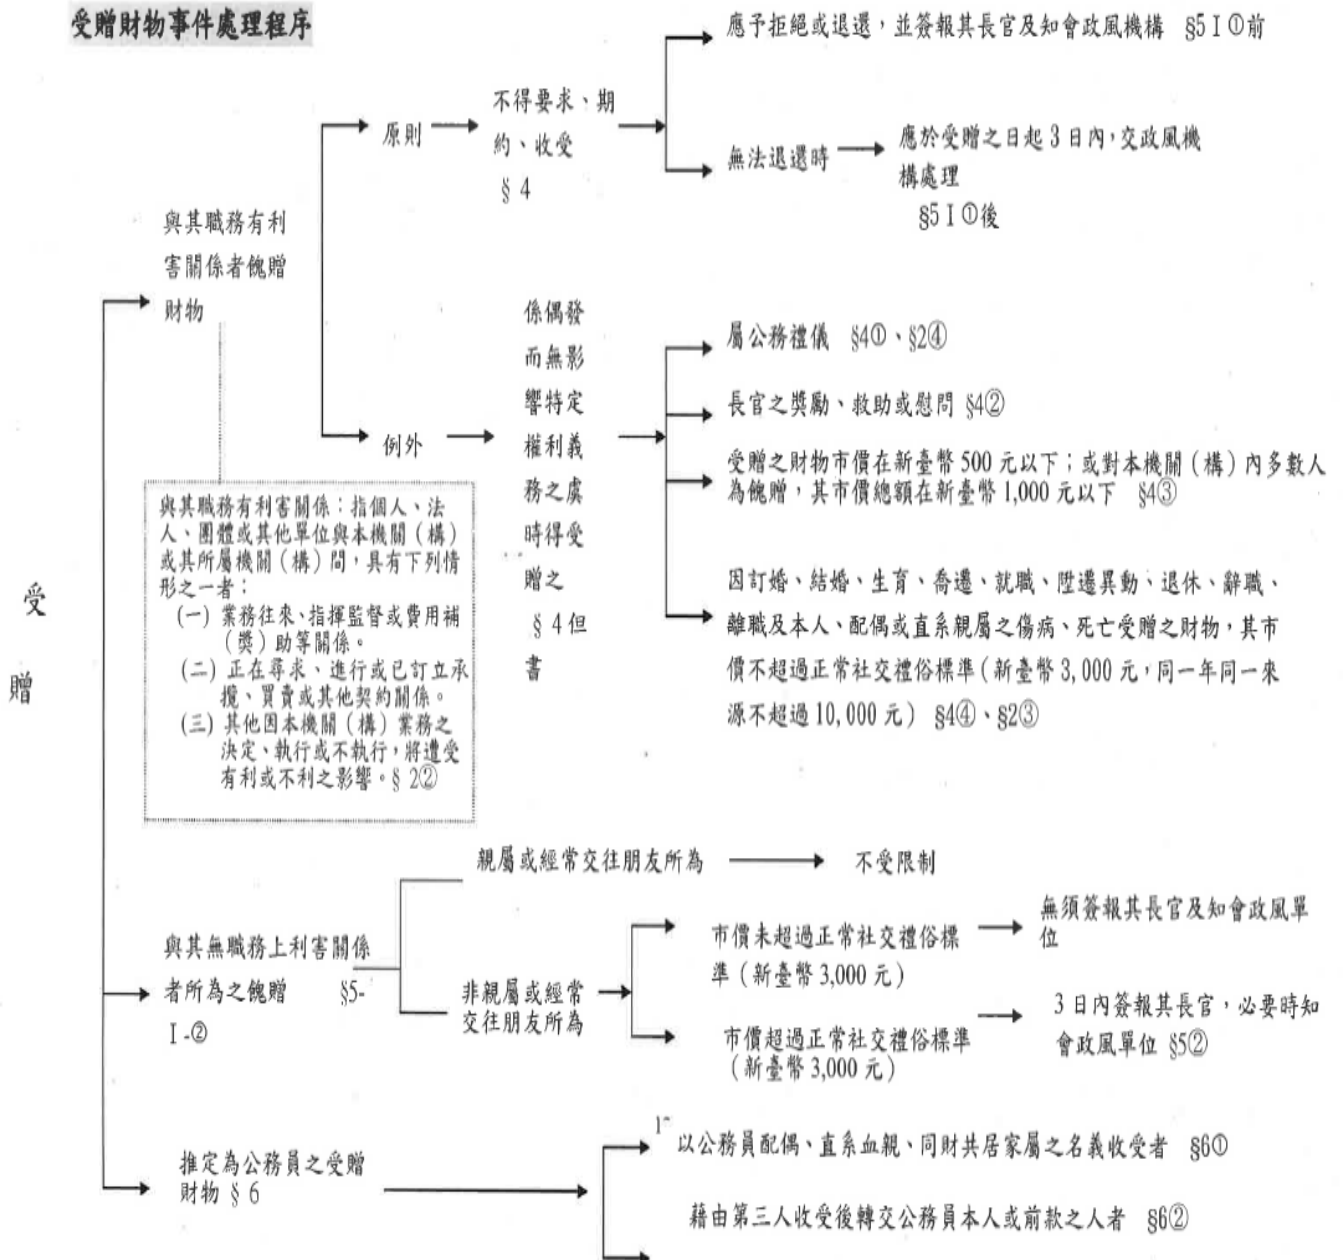 受贈財物事件處理程序
應予拒絕或退還，並簽報其長官及知會政風機構 §5 I ①前
原則
不得要求、期
約、收受
§ 4
無法退還時
應於受贈之日起 3 日內，交政風機
構處理
§5 I ①後
與其職務有利
害關係者餽贈
財物
例外
係偶發
而無影
響特定
權利義
務之虞
時得受
贈之
§ 4 但
書
屬公務禮儀 §4①、§2④
長官之獎勵、救助或慰問 §4②
受贈之財物市價在新臺幣 500 元以下；或對本機關（構）內多數人
為餽贈，其市價總額在新臺幣 1,000 元以下 §4③
因訂婚、結婚、生育、喬遷、就職、陞遷異動、退休、辭職、
離職及本人、配偶或直系親屬之傷病、死亡受贈之財物，其市
價不超過正常社交禮俗標準（新臺幣 3,000 元，同一年同一來
源不超過 10,000 元） §4④、§2③
與其職務有利害關係：指個人、法
人、團體或其他單位與本機關（構）
或其所屬機關（構）間，具有下列情
形之一者：
(一) 業務往來、指揮監督或費用補
（獎）助等關係。
(二) 正在尋求、進行或已訂立承
攬、買賣或其他契約關係。
(三) 其他因本機關（構）業務之
決定、執行或不執行，將遭受
有利或不利之影響。§ 2②
受
贈
親屬或經常交往朋友所為
不受限制
與其無職務上利害關係
者所為之餽贈 §5-
I -②
非親屬或經常
交往朋友所為
市價未超過正常社交禮俗標
準（新臺幣 3,000 元）
無須簽報其長官及知會政風單
位
市價超過正常社交禮俗標準
（新臺幣 3,000 元）
3 日內簽報其長官，必要時知
會政風單位 §5②
推定為公務員之受贈
財物 § 6
以公務員配偶、直系血親、同財共居家屬之名義收受者 §6①
藉由第三人收受後轉交公務員本人或前款之人者 §6②